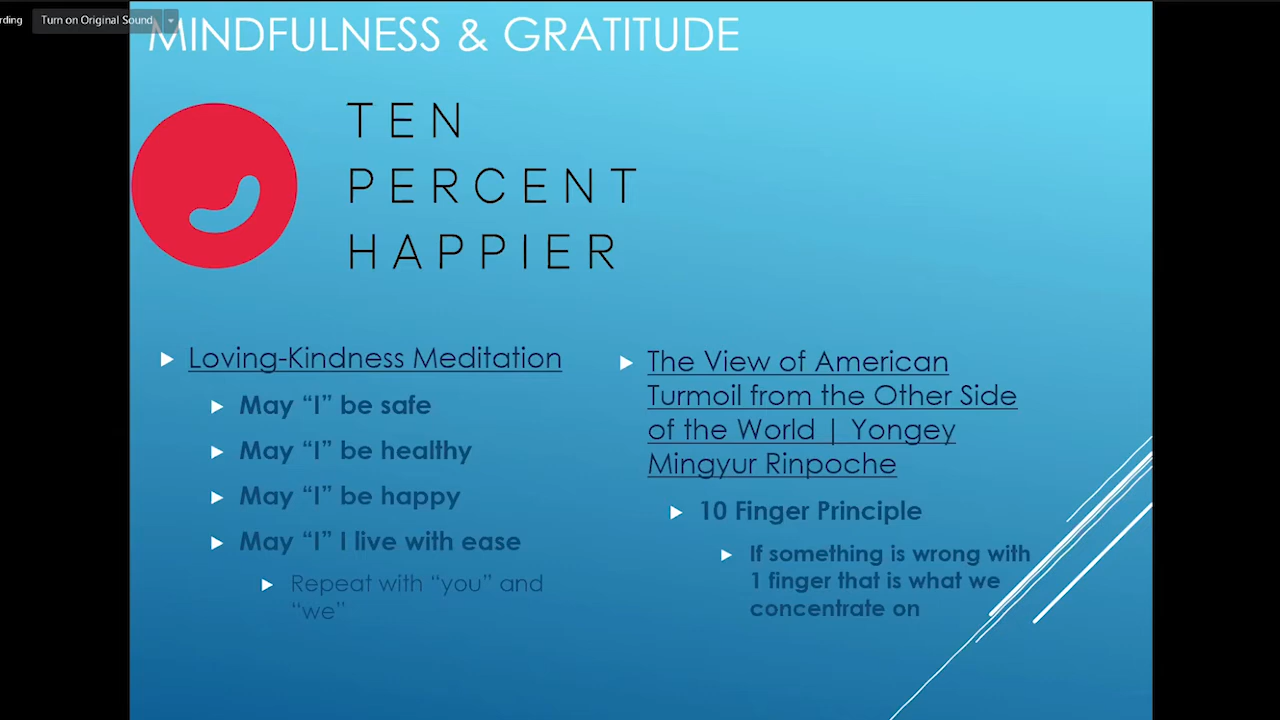 rding
Turn on Original Sound
MINDFULNESS & GRATITUDE
TEN
PERCENT
HAPPIER
Loving-Kindness Meditation
May “I” be safe
May “I” be healthy
May “I” be happy
May “I” I live with ease
Repeat with “you” and
“we”
The View of American
Turmoil from the Other Side
of the World | Yongey
Mingyur Rinpoche
10 Finger Principle
If something is wrong with
1 finger that is what we
concentrate on